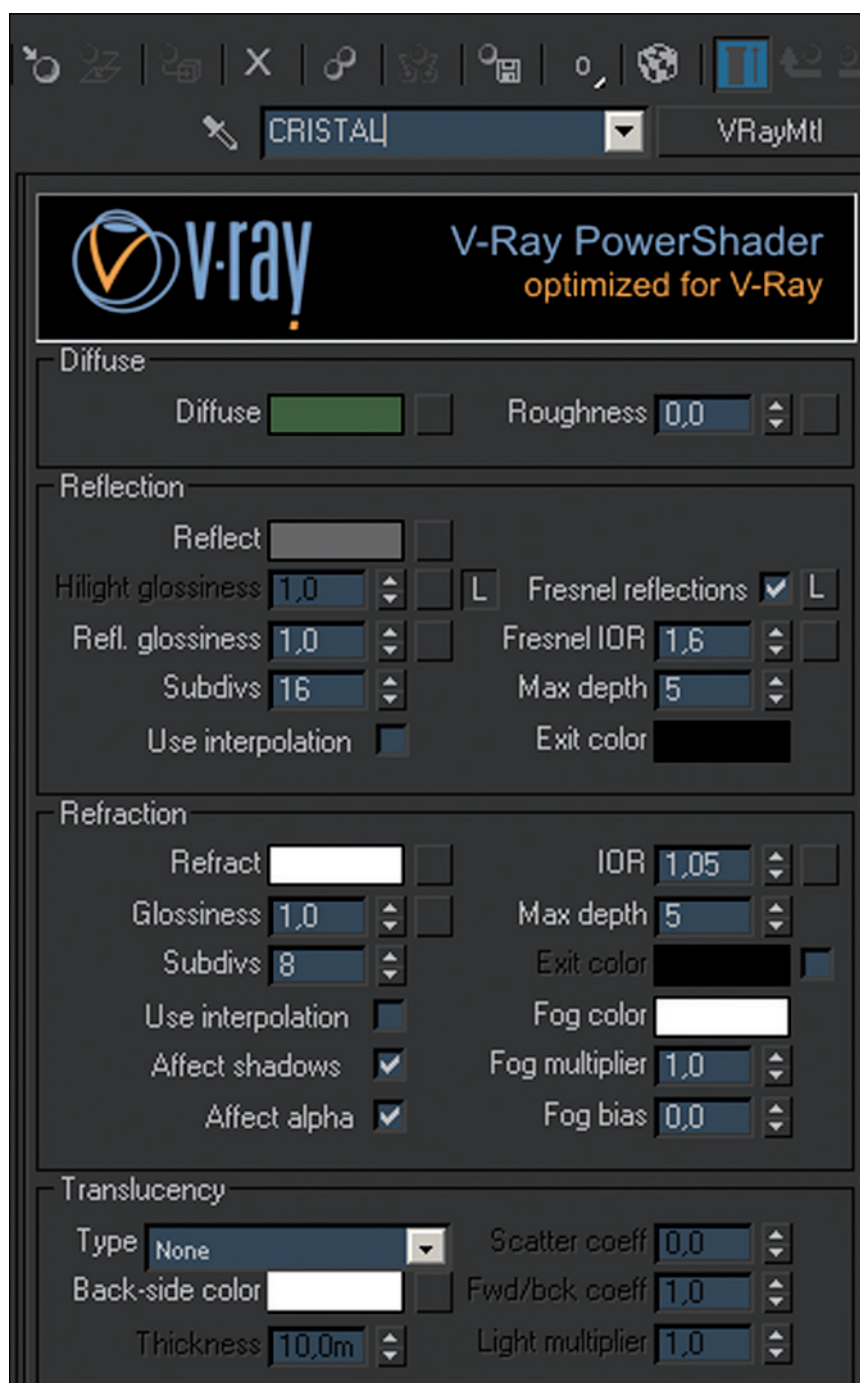 0
CRISTAL VRayMtl
v·ray V-Ray PowerShader
optimized for V-Ray
Diffuse
Diffuse Roughness 0,0
Reflection
Reflect
Hilight glossiness 1,0 L Fresnel reflections L
Refl. glossiness 1,0 Fresnel IOR 1,6
Subdivs 16 Max depth 5
Use interpolation Exit color
Refraction
Refract IOR 1,05
Glossiness 1,0 Max depth 5
Subdivs 8 Exit color
Use interpolation Fog color
Affect shadows Fog multiplier 1,0
Affect alpha Fog bias 0,0
Translucency
Type None Scatter coeff 0,0
Back-side color Fwd/bck coeff 1,0
Thickness 10,0m Light multiplier 1,0